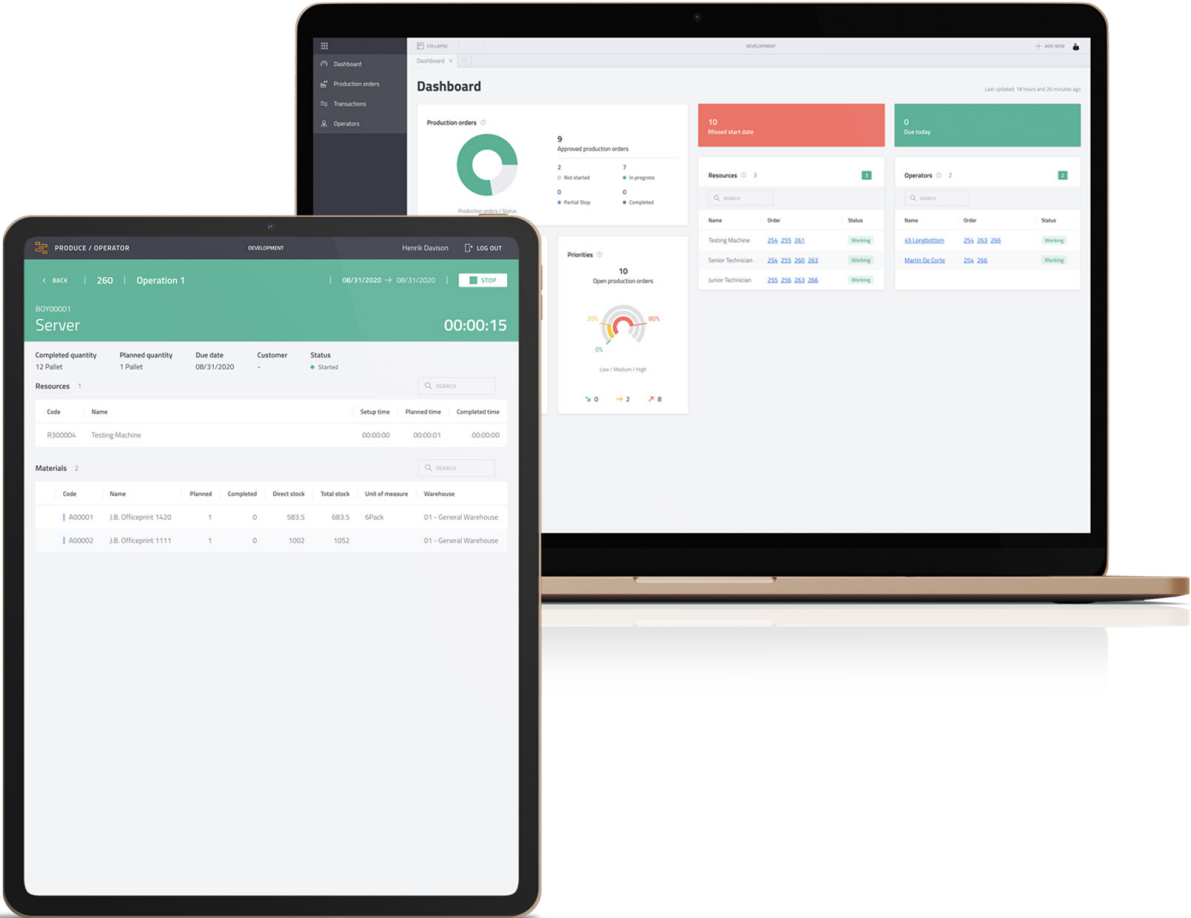 COLLAPSE
DEVELOPMENT
+ ADD NEW
Dashboard
Production orders
Transactions
Operators
Dashboard ×
Dashboard
Last updated: 18 hours and 26 minutes ago
Production orders
9
Approved production orders
2
Not started
7
In progress
0
Partial Stop
0
Completed
Production orders / Status
10
Missed start date
0
Due today
Resources 3
3
SEARCH
Name Order Status
Testing Machine 254 255 261 Working
Senior Technician 254 255 260 263 Working
Junior Technician 255 256 263 266 Working
Operators 2
2
SEARCH
Name Order Status
45 Longbottom 254 263 266 Working
Martin De Corte 254 266 Working
Priorities
10
Open production orders
20%
80%
0%
Low / Medium / High
0
2
8
PRODUCE / OPERATOR
DEVELOPMENT
Henrik Davison
LOG OUT
< BACK | 260 | Operation 1
| 08/31/2020 → 08/31/2020 |
STOP
BOY00001
Server
00:00:15
Completed quantity Planned quantity Due date Customer Status
12 Pallet 1 Pallet 08/31/2020 - Started
Resources 1
SEARCH
Code Name Setup time Planned time Completed time
R300004 Testing Machine 00:00:00 00:00:01 00:00:00
Materials 2
SEARCH
Code Name Planned Completed Direct stock Total stock Unit of measure Warehouse
A00001 J.B. Officeprint 1420 1 0 583.5 683.5 6Pack 01 - General Warehouse
A00002 J.B. Officeprint 1111 1 0 1002 1052 01 - General Warehouse